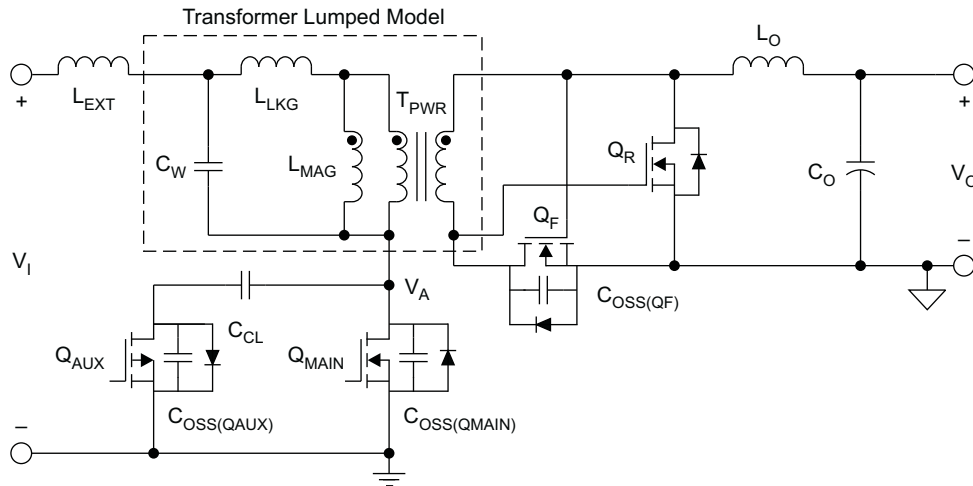 Transformer Lumped Model
L_O
+
L_EXT
L_LKG
T_PWR
+
C_W
L_MAG
Q_R
C_O
V_O
Q_F
–
V_I
V_A
C_OSS(QF)
C_CL
Q_AUX
Q_MAIN
C_OSS(QAUX)
C_OSS(QMAIN)
–